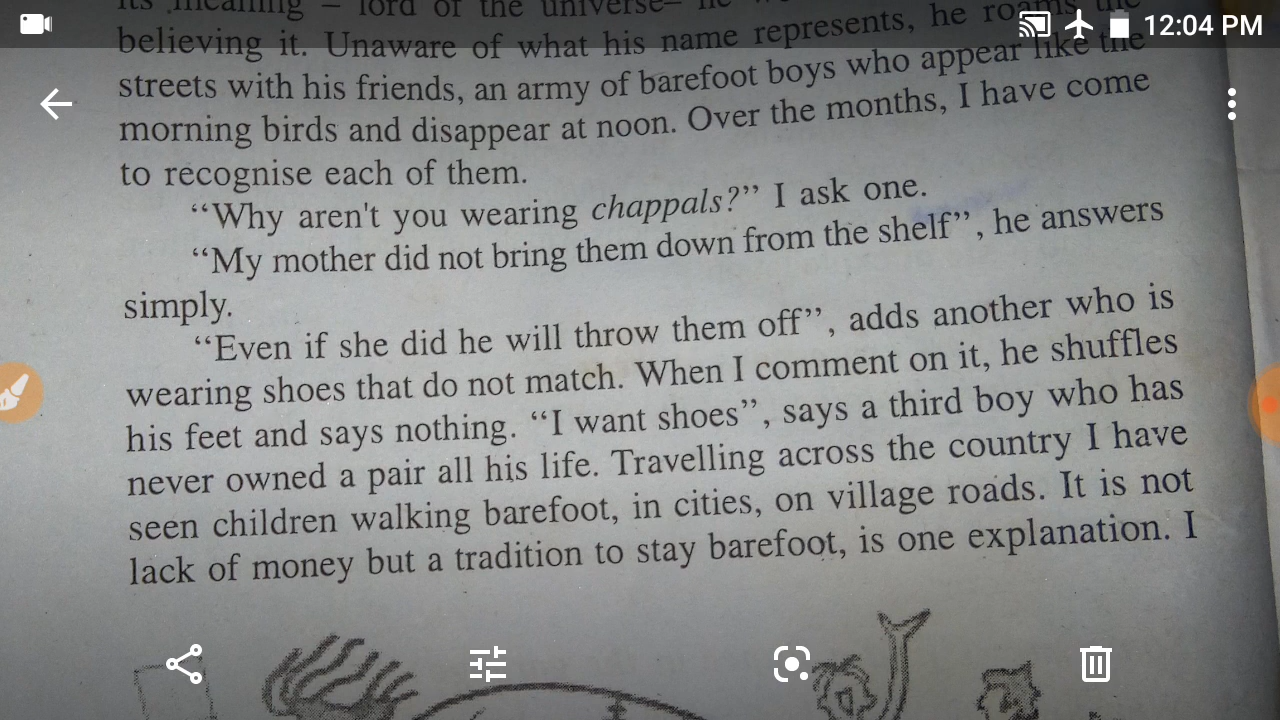 12:04 PM
its meaning – lord of the universe–
believing it. Unaware of what his name represents, he roams the
streets with his friends, an army of barefoot boys who appear like the
morning birds and disappear at noon. Over the months, I have come
to recognise each of them.
“Why aren't you wearing chappals?” I ask one.
“My mother did not bring them down from the shelf”, he answers
simply.
“Even if she did he will throw them off”, adds another who is
wearing shoes that do not match. When I comment on it, he shuffles
his feet and says nothing. “I want shoes”, says a third boy who has
never owned a pair all his life. Travelling across the country I have
seen children walking barefoot, in cities, on village roads. It is not
lack of money but a tradition to stay barefoot, is one explanation. I